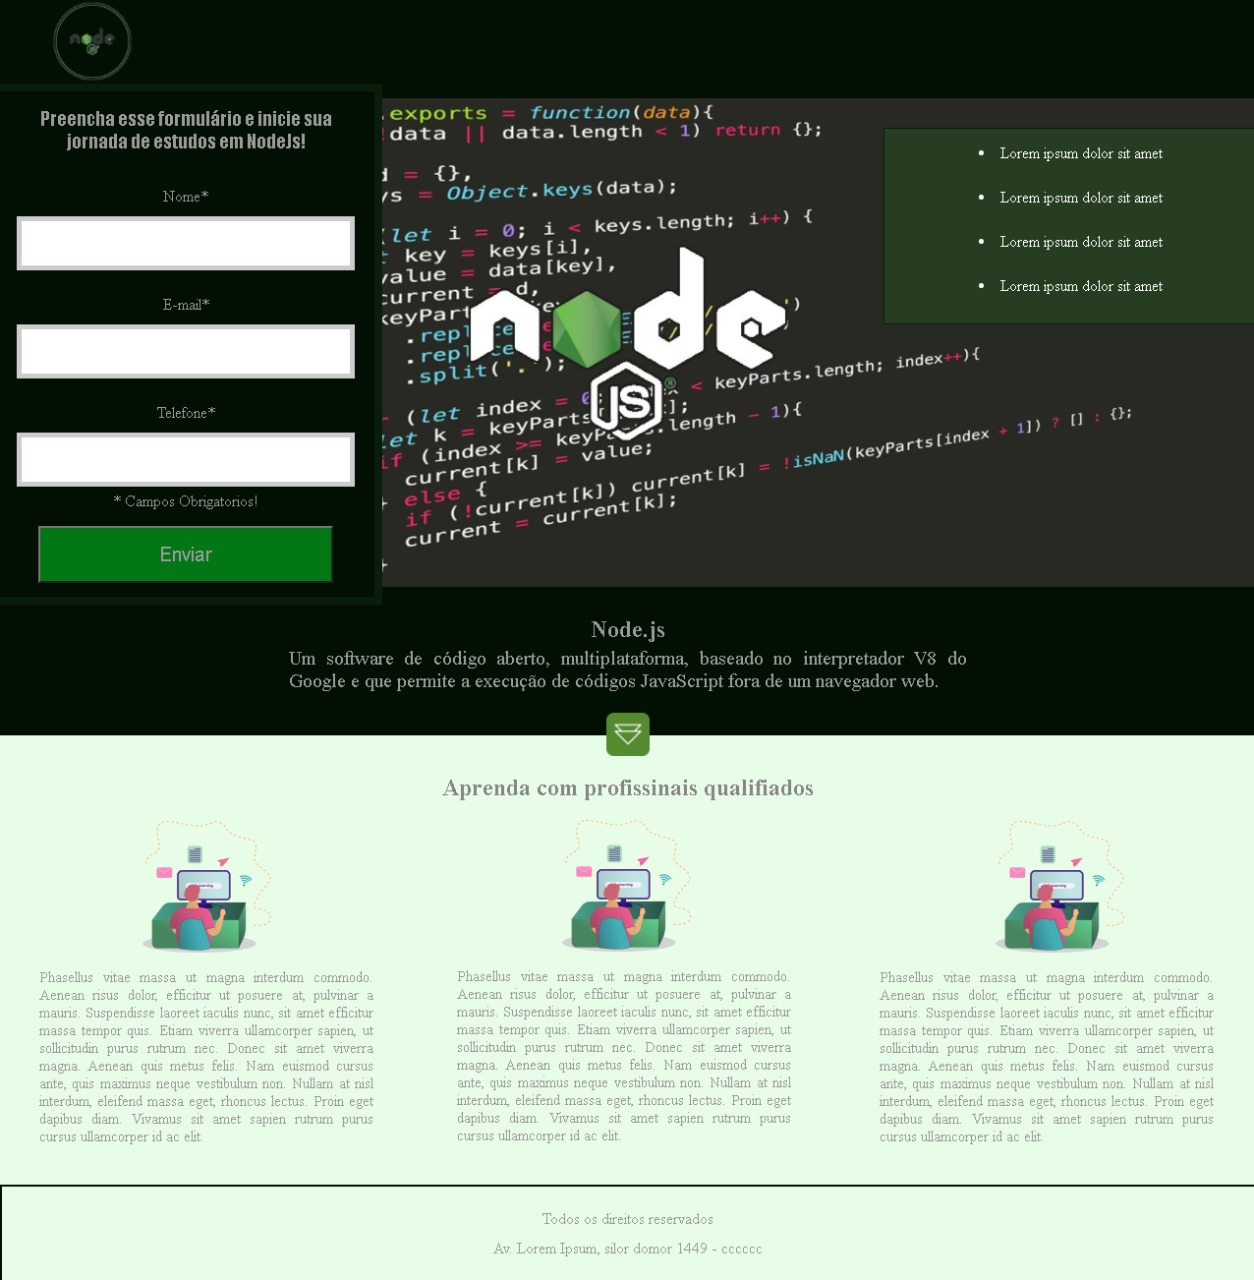 node
JS
Preencha esse formulário e inicie sua
jornada de estudos em NodeJs!
Nome*
E-mail*
Telefone*
* Campos Obrigatorios!
Enviar
.exports = function(data){
!data || data.length < 1) return {};
d = {},
ys = Object.keys(data);
(let i = 0; i < keys.length; i++) {
key = keys[i],
value = data[key],
current = d,
keyPart
.repl
.repl
.split('.');
(let index = 0; index < keyParts.length; index++){
let k = keyParts[index];
if (index >= keyParts.length - 1){
current[k] = value;
} else {
if (!current[k]) current[k] = !isNaN(keyParts[index + 1]) ? [] : {};
current = current[k];
}
node
JS®
• Lorem ipsum dolor sit amet
• Lorem ipsum dolor sit amet
• Lorem ipsum dolor sit amet
• Lorem ipsum dolor sit amet
Node.js
Um software de código aberto, multiplataforma, baseado no interpretador V8 do
Google e que permite a execução de códigos JavaScript fora de um navegador web.
Aprenda com profissinais qualifiados
Phasellus vitae massa ut magna interdum commodo.
Aenean risus dolor, efficitur ut posuere at, pulvinar a
mauris. Suspendisse laoreet iaculis nunc, sit amet efficitur
massa tempor quis. Etiam viverra ullamcorper sapien, ut
sollicitudin purus rutrum nec. Donec sit amet viverra
magna. Aenean quis metus felis. Nam euismod cursus
ante, quis maximus neque vestibulum non. Nullam at nisl
interdum, eleifend massa eget, rhoncus lectus. Proin eget
dapibus diam. Vivamus sit amet sapien rutrum purus
cursus ullamcorper id ac elit.
Phasellus vitae massa ut magna interdum commodo.
Aenean risus dolor, efficitur ut posuere at, pulvinar a
mauris. Suspendisse laoreet iaculis nunc, sit amet efficitur
massa tempor quis. Etiam viverra ullamcorper sapien, ut
sollicitudin purus rutrum nec. Donec sit amet viverra
magna. Aenean quis metus felis. Nam euismod cursus
ante, quis maximus neque vestibulum non. Nullam at nisl
interdum, eleifend massa eget, rhoncus lectus. Proin eget
dapibus diam. Vivamus sit amet sapien rutrum purus
cursus ullamcorper id ac elit.
Phasellus vitae massa ut magna interdum commodo.
Aenean risus dolor, efficitur ut posuere at, pulvinar a
mauris. Suspendisse laoreet iaculis nunc, sit amet efficitur
massa tempor quis. Etiam viverra ullamcorper sapien, ut
sollicitudin purus rutrum nec. Donec sit amet viverra
magna. Aenean quis metus felis. Nam euismod cursus
ante, quis maximus neque vestibulum non. Nullam at nisl
interdum, eleifend massa eget, rhoncus lectus. Proin eget
dapibus diam. Vivamus sit amet sapien rutrum purus
cursus ullamcorper id ac elit.
Todos os direitos reservados
Av. Lorem Ipsum, silor domor 1449 - cccccc